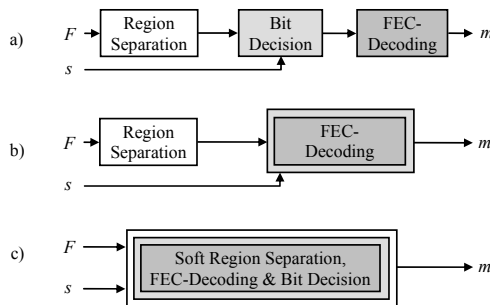 a) F Region Separation Bit Decision FEC-Decoding m
s
b) F Region Separation FEC-Decoding m
s
c) F Soft Region Separation, m
s FEC-Decoding & Bit Decision